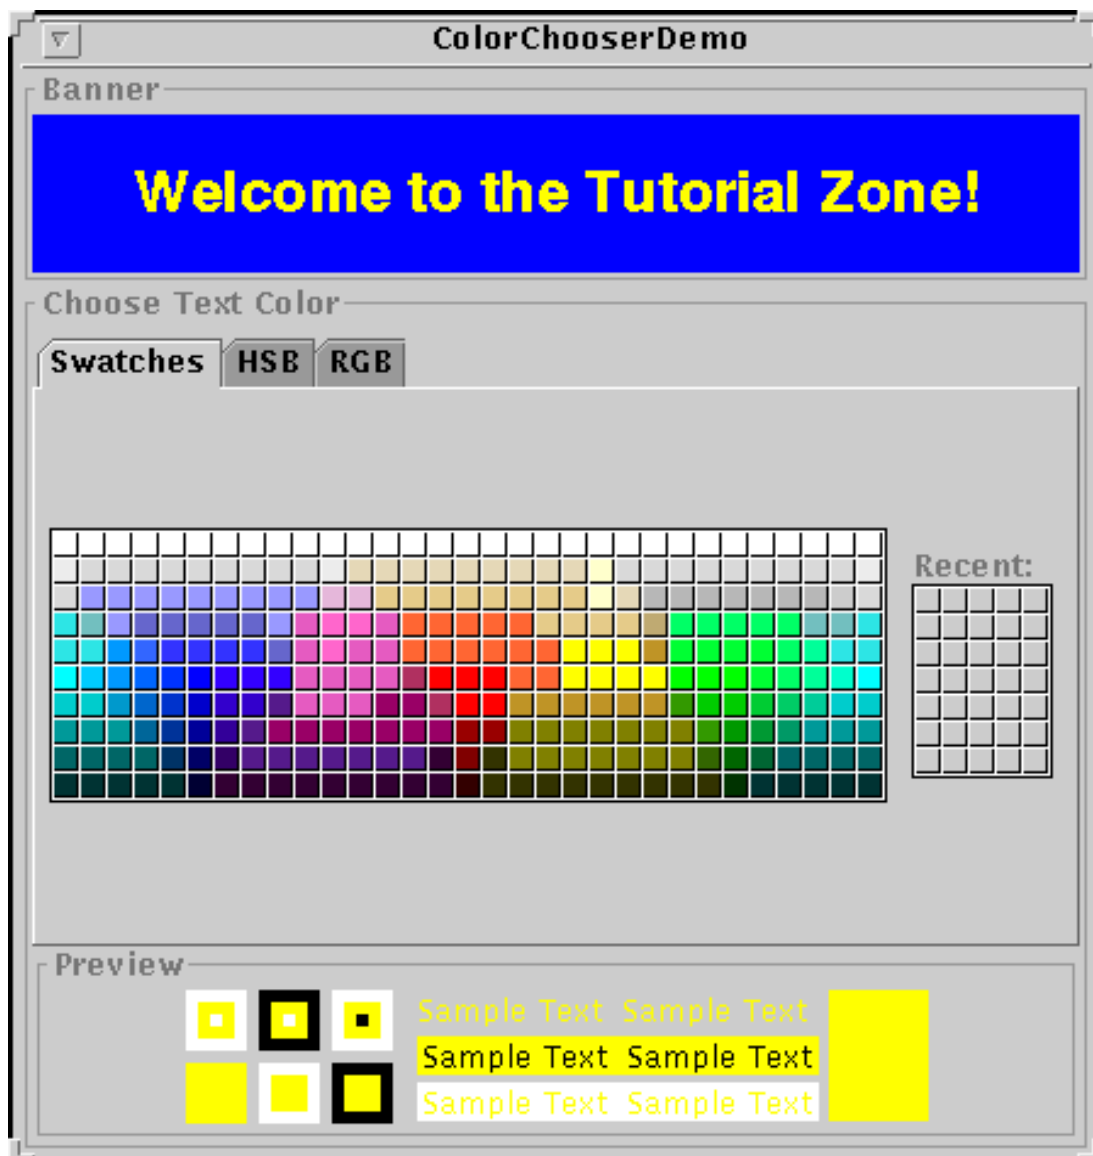 ColorChooserDemo
Banner
Welcome to the Tutorial Zone!
Choose Text Color
Swatches HSB RGB
Recent:
Preview
Sample Text Sample Text
Sample Text Sample Text
Sample Text Sample Text